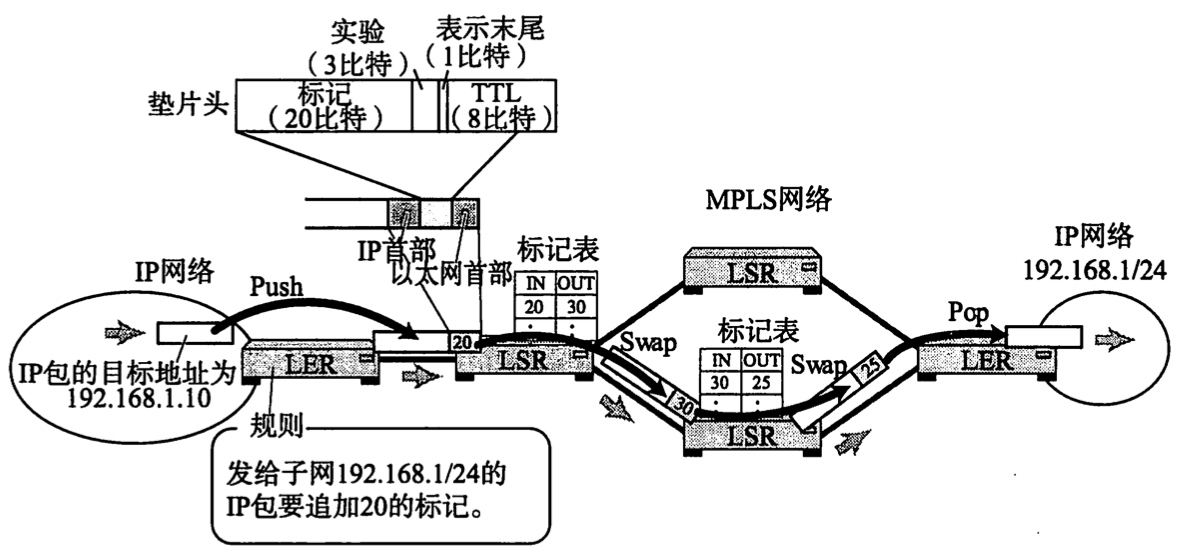 实验
（3比特）
表示末尾
（1比特）
垫片头
标记
（20比特）
TTL
（8比特）
MPLS网络
IP首部
以太网首部
标记表
IN OUT
20 30
IP网络
Push
20
LSR
LER
LSR
IP包的目标地址为
192.168.1.10
规则
发给子网192.168.1/24的
IP包要追加20的标记。
Swap
30
标记表
IN OUT
30 25
LSR
Swap
25
Pop
LER
IP网络
192.168.1/24